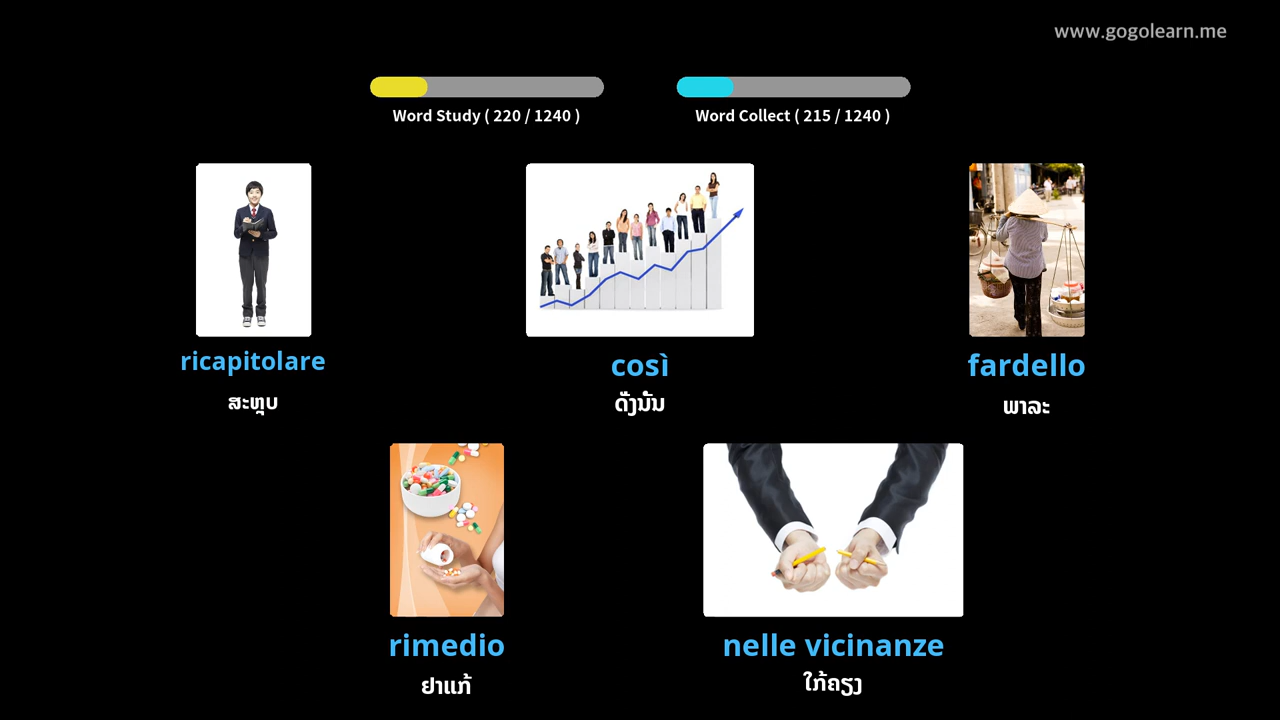 www.gogolearn.me
Word Study ( 220 / 1240 )
Word Collect ( 215 / 1240 )
ricapitolare
così
fardello
ສະຫຼຸບ
ດັ່ງນັ້ນ
ພາລະ
rimedio
nelle vicinanze
ຢາແກ້
ໃກ້ຄຽງ